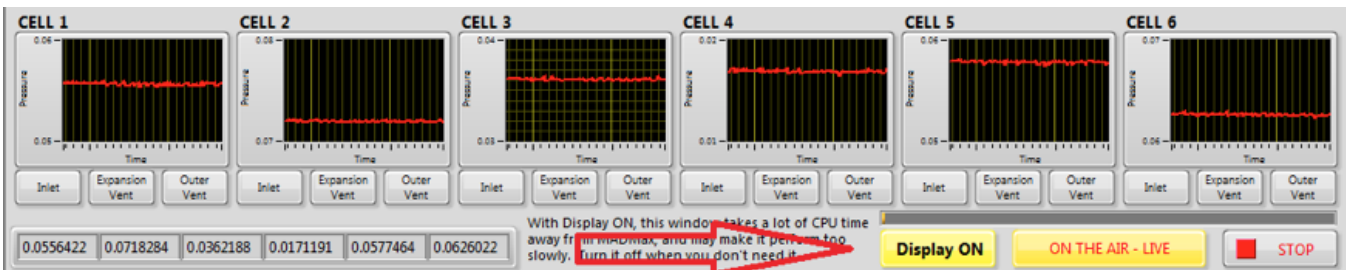 CELL 1
0.06
Pressure
0.05
Time
Inlet
Expansion
Vent
Outer
Vent
CELL 2
0.08
Pressure
0.07
Time
Inlet
Expansion
Vent
Outer
Vent
CELL 3
0.04
Pressure
0.03
Time
Inlet
Expansion
Vent
Outer
Vent
CELL 4
0.02
Pressure
0.01
Time
Inlet
Expansion
Vent
Outer
Vent
CELL 5
0.06
Pressure
0.05
Time
Inlet
Expansion
Vent
Outer
Vent
CELL 6
0.07
Pressure
0.06
Time
Inlet
Expansion
Vent
Outer
Vent
0.0556422 0.0718284 0.0362188 0.0171191 0.0577464 0.0626022
With Display ON, this window takes a lot of CPU time
away from MADMax, and may make it perform too
slowly. Turn it off when you don't need it.
Display ON
ON THE AIR - LIVE
STOP